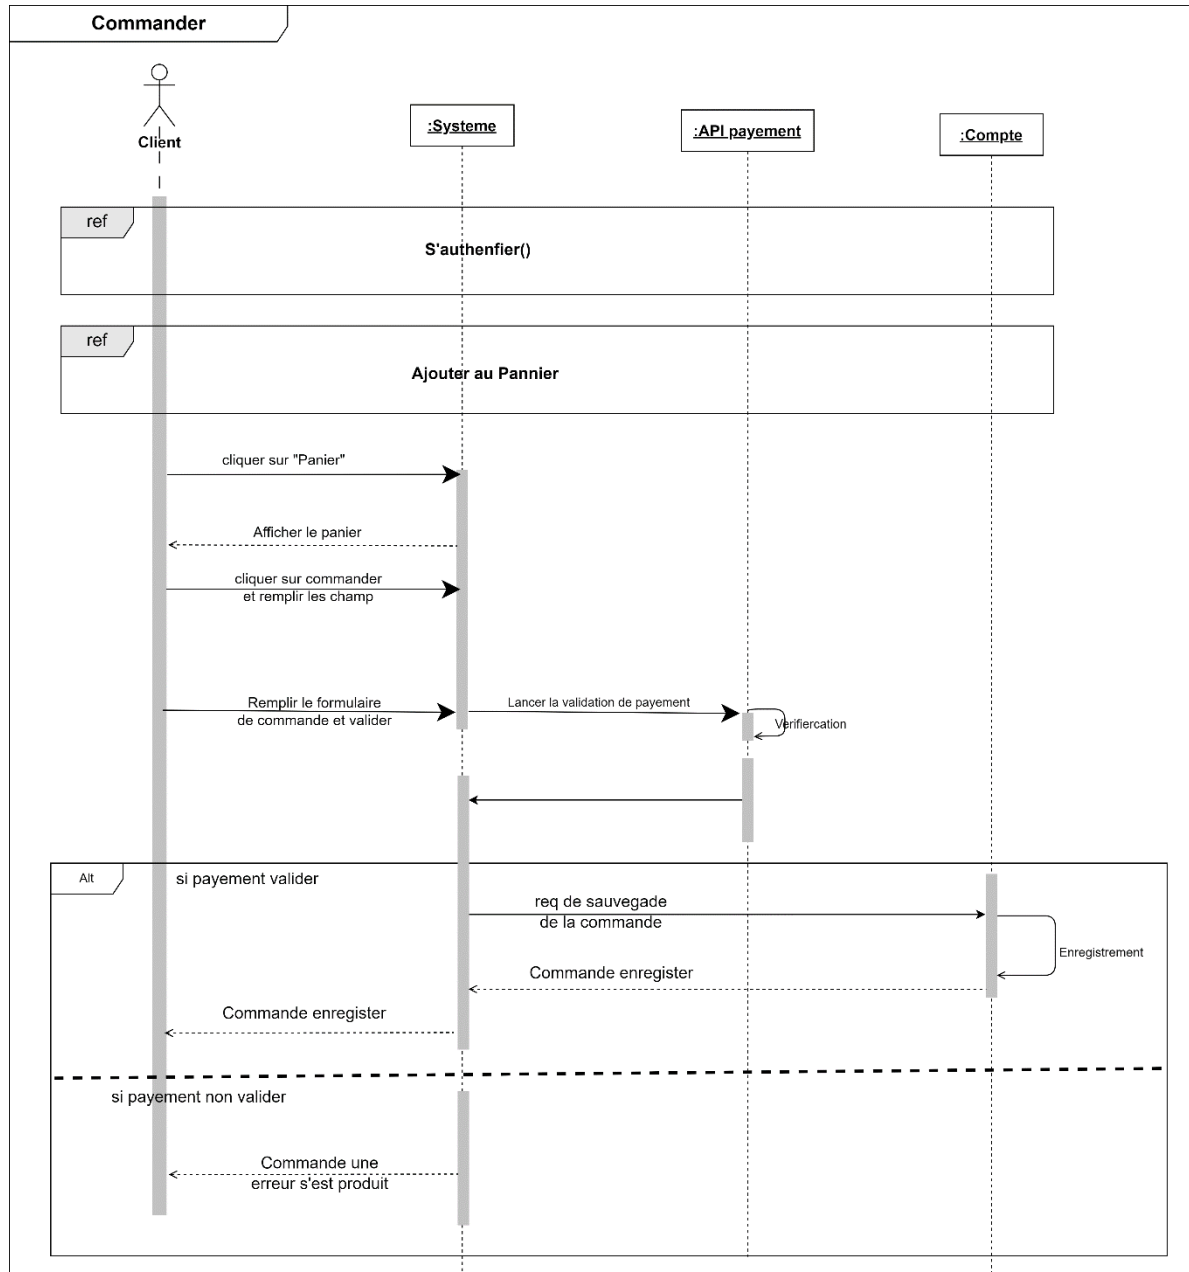 Commander
Client
:Systeme
:API payement
:Compte
ref
S'authenfier()
ref
Ajouter au Pannier
cliquer sur "Panier"
Afficher le panier
cliquer sur commander
et remplir les champ
Remplir le formulaire
de commande et valider
Lancer la validation de payement
Verifiercation
Alt
si payement valider
req de sauvegade
de la commande
Enregistrement
Commande enregister
Commande enregister
si payement non valider
Commande une
erreur s'est produit